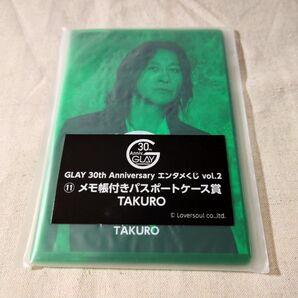 30th
Anniv.
GLAY
GLAY 30th Anniversary エンタメくじ vol.2
⑪ メモ帳付きパスポートケース賞
TAKURO
© Loversoul co.,ltd.
TAKURO